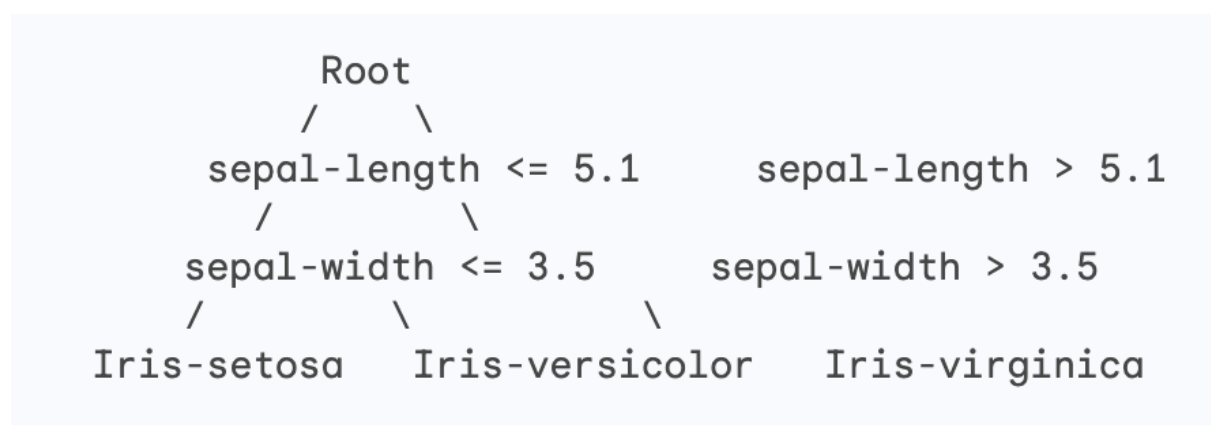 Root
/ \
sepal-length <= 5.1 sepal-length > 5.1
/ \
sepal-width <= 3.5 sepal-width > 3.5
/ \ \
Iris-setosa Iris-versicolor Iris-virginica